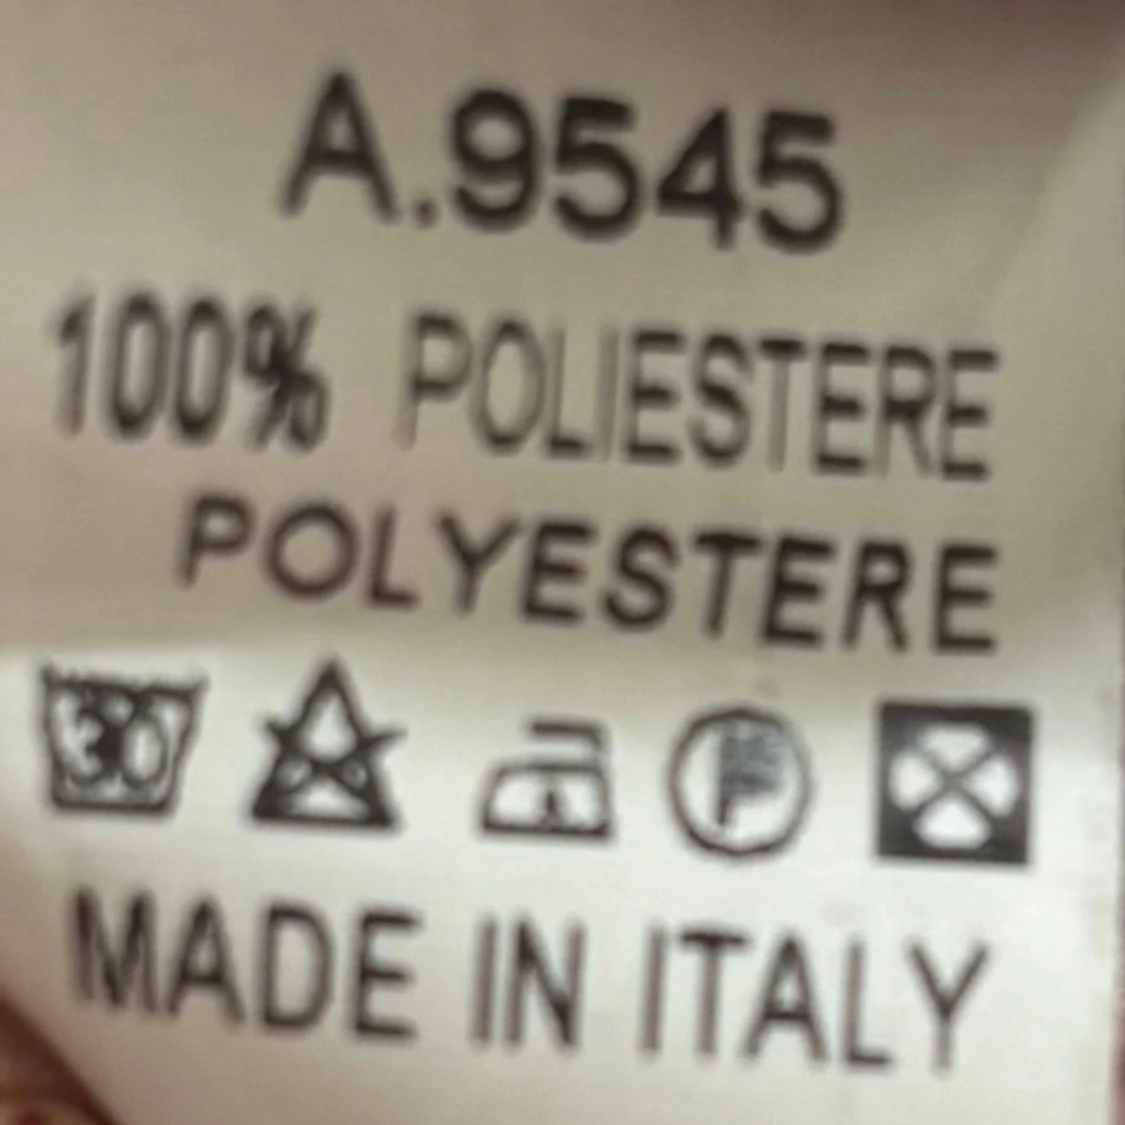 A.9545
100% POLIESTERE
POLYESTERE
30 P
MADE IN ITALY